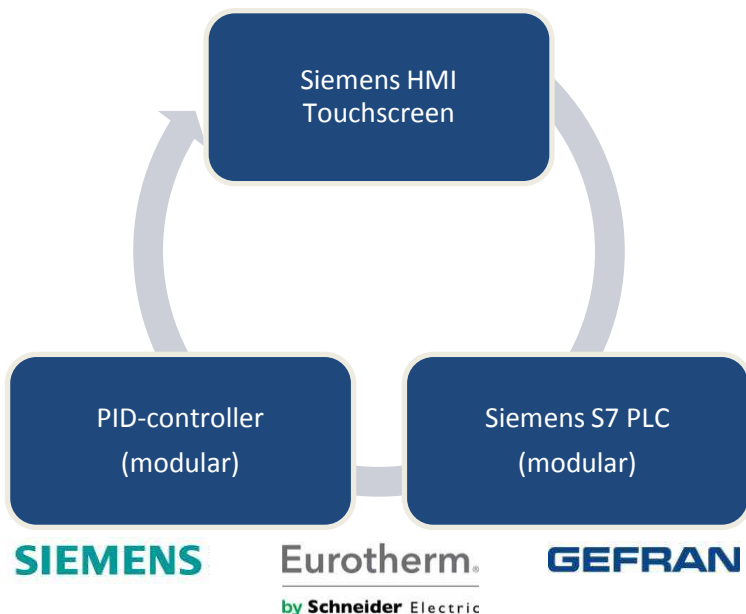 Siemens HMI
Touchscreen
PID-controller
(modular)
Siemens S7 PLC
(modular)
SIEMENS
Eurotherm.
by Schneider Electric
GEFRAN